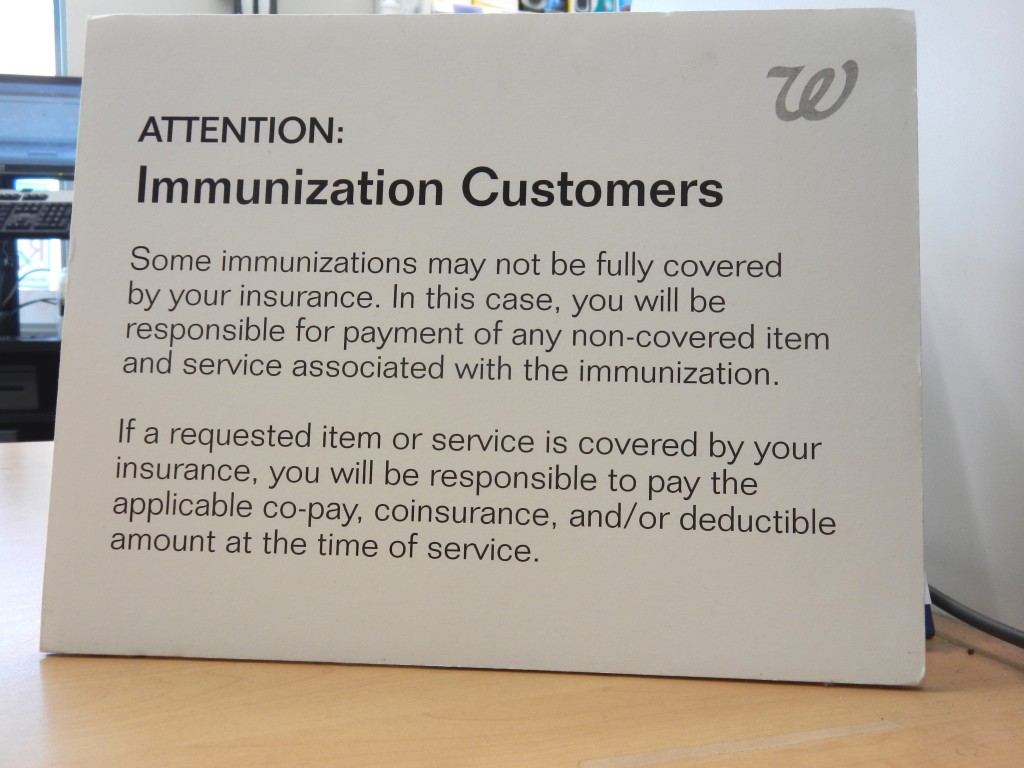 W
ATTENTION:
Immunization Customers
Some immunizations may not be fully covered
by your insurance. In this case, you will be
responsible for payment of any non-covered item
and service associated with the immunization.
If a requested item or service is covered by your
insurance, you will be responsible to pay the
applicable co-pay, coinsurance, and/or deductible
amount at the time of service.